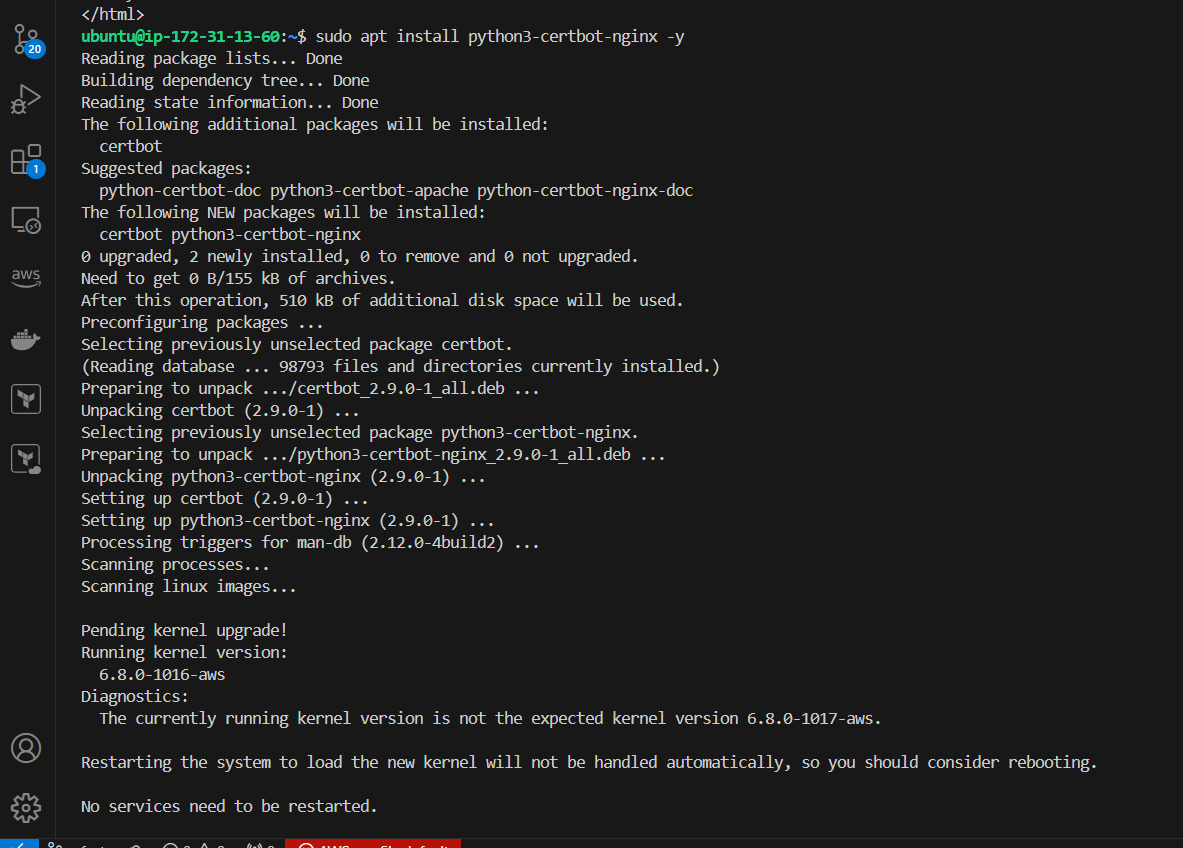 </html>
ubuntu@ip-172-31-13-60:~$ sudo apt install python3-certbot-nginx -y
Reading package lists... Done
Building dependency tree... Done
Reading state information... Done
The following additional packages will be installed:
  certbot
Suggested packages:
  python-certbot-doc python3-certbot-apache python-certbot-nginx-doc
The following NEW packages will be installed:
  certbot python3-certbot-nginx
0 upgraded, 2 newly installed, 0 to remove and 0 not upgraded.
Need to get 0 B/155 kB of archives.
After this operation, 510 kB of additional disk space will be used.
Preconfiguring packages ...
Selecting previously unselected package certbot.
(Reading database ... 98793 files and directories currently installed.)
Preparing to unpack .../certbot_2.9.0-1_all.deb ...
Unpacking certbot (2.9.0-1) ...
Selecting previously unselected package python3-certbot-nginx.
Preparing to unpack .../python3-certbot-nginx_2.9.0-1_all.deb ...
Unpacking python3-certbot-nginx (2.9.0-1) ...
Setting up certbot (2.9.0-1) ...
Setting up python3-certbot-nginx (2.9.0-1) ...
Processing triggers for man-db (2.12.0-4build2) ...
Scanning processes...
Scanning linux images...
Pending kernel upgrade!
Running kernel version:
  6.8.0-1016-aws
Diagnostics:
  The currently running kernel version is not the expected kernel version 6.8.0-1017-aws.
Restarting the system to load the new kernel will not be handled automatically, so you should consider rebooting.
No services need to be restarted.
20
1
aws